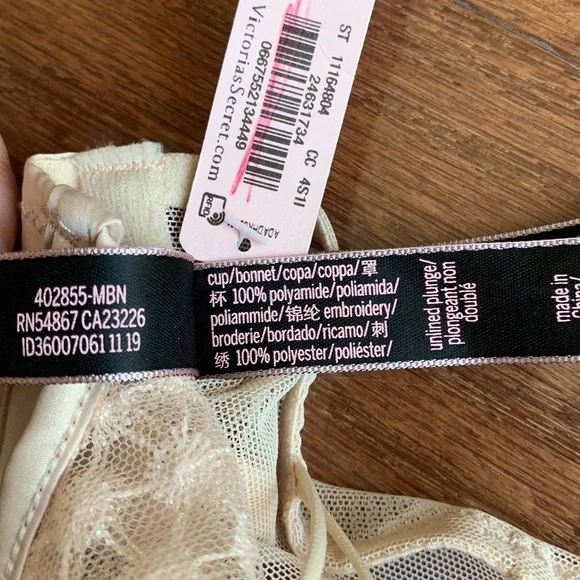 ST 11164804
24631734 CC 4S1I
0667552134449
VictoriasSecret.com
RFID
402855-MBN
RN54867 CA23226
ID36007061 11 19
cup/bonnet/copa/coppa/罩
杯 100% polyamide/poliamida/
poliammide/锦纶 embroidery/
broderie/bordado/ricamo/刺
绣 100% polyester/poliéster/
unlined plunge/
plongeant non
doublé
made in
China/